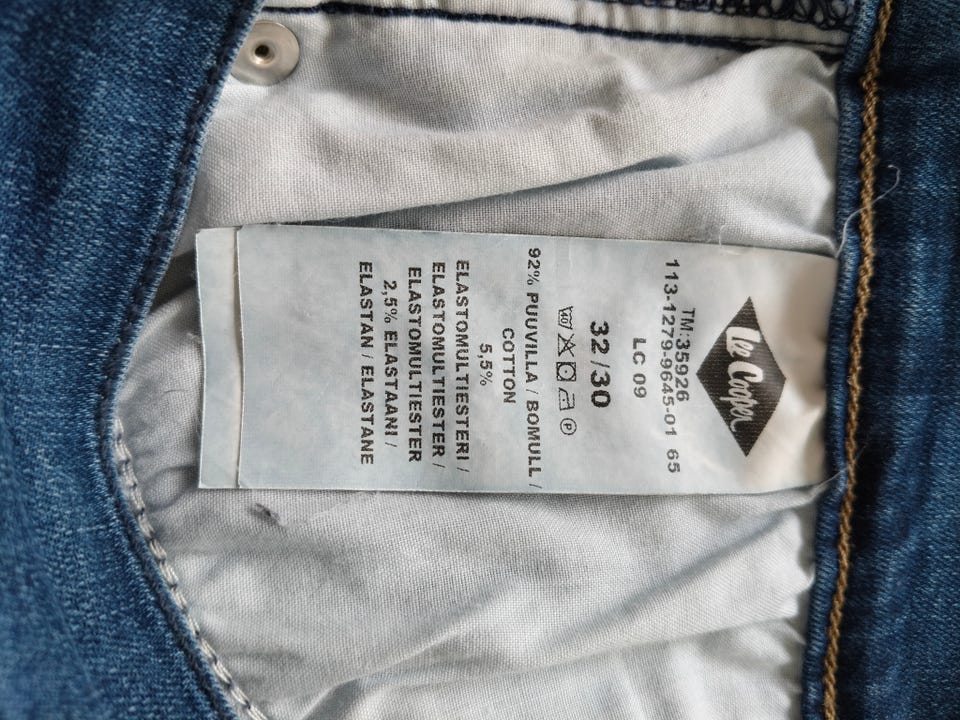 Lee Cooper
TM:35926
113-1279-9645-01 65
LC 09
32/30
92% PUUVILLA / BOMULL /
COTTON
5,5%
ELASTOMULTIESTERI /
ELASTOMULTIESTER /
ELASTOMULTIESTER
2,5% ELASTAANI /
ELASTAN / ELASTANE